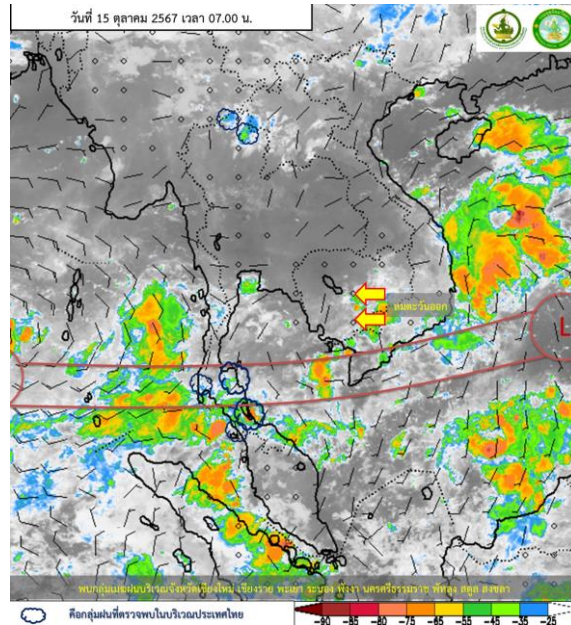 วันที่ 15 ตุลาคม 2567 เวลา 07.00 น.
ลมตะวันออก
L
พบกลุ่มเมฆฝนบริเวณจังหวัดเชียงใหม่ เชียงราย พะเยา ระนอง พังงา นครศรีธรรมราช พัทลุง สตูล สงขลา
คือกลุ่มฝนที่ตรวจพบในบริเวณประเทศไทย
-90 -85 -80 -75 -65 -55 -45 -35 -25